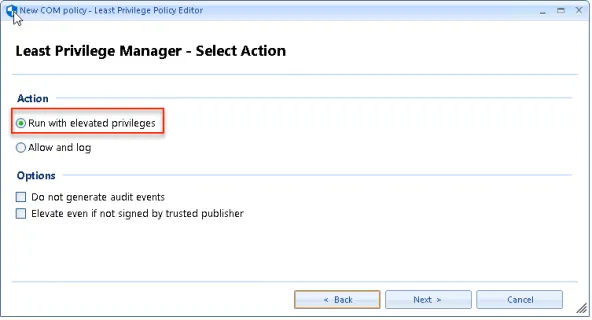 New COM policy - Least Privilege Policy Editor
Least Privilege Manager - Select Action
Action
Run with elevated privileges
Allow and log
Options
Do not generate audit events
Elevate even if not signed by trusted publisher
< Back
Next >
Cancel